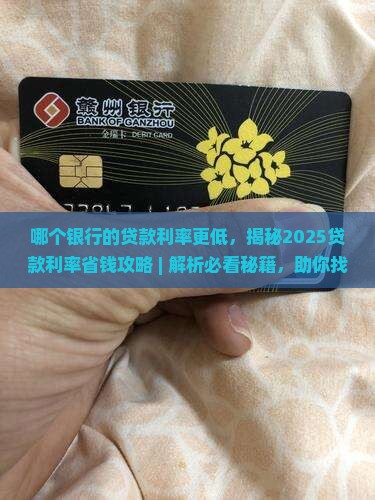 赣州银行
BANK OF GANZHOU
金瑞卡 DEBIT CARD
哪个银行的贷款利率更低，揭秘2025贷
款利率省钱攻略 | 解析必看秘籍，助你找